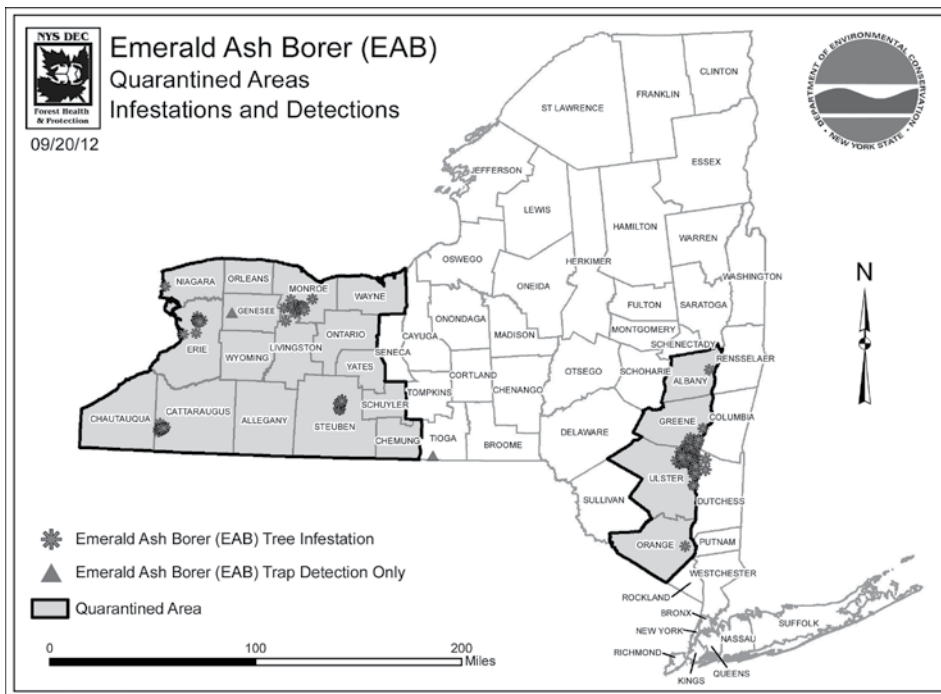 NYS DEC
Forest Health
& Protection
09/20/12
Emerald Ash Borer (EAB)
Quarantined Areas
Infestations and Detections
DEPARTMENT OF ENVIRONMENTAL CONSERVATION
NEW YORK STATE
CLINTON
FRANKLIN
ST LAWRENCE
ESSEX
JEFFERSON
LEWIS
HAMILTON
WARREN
WASHINGTON
OSWEGO
HERKIMER
ONEIDA
NIAGARA
ORLEANS
MONROE
WAYNE
FULTON
SARATOGA
GENESEE
ONONDAGA
MADISON
MONTGOMERY
CAYUGA
ONTARIO
SCHENECTADY
LIVINGSTON
ERIE
WYOMING
SENECA
RENSSELAER
YATES
OTSEGO
SCHOHARIE
CORTLAND
ALBANY
TOMPKINS
CHENANGO
SCHUYLER
CHAUTAUQUA
CATTARAUGUS
ALLEGANY
STEUBEN
GREENE
COLUMBIA
DELAWARE
CHEMUNG
TIOGA
BROOME
ULSTER
SULLIVAN
DUTCHESS
ORANGE
PUTNAM
WESTCHESTER
ROCKLAND
BRONX
NEW YORK
SUFFOLK
NASSAU
RICHMOND
QUEENS
KINGS
N
Emerald Ash Borer (EAB) Tree Infestation
Emerald Ash Borer (EAB) Trap Detection Only
Quarantined Area
0 100 200
Miles